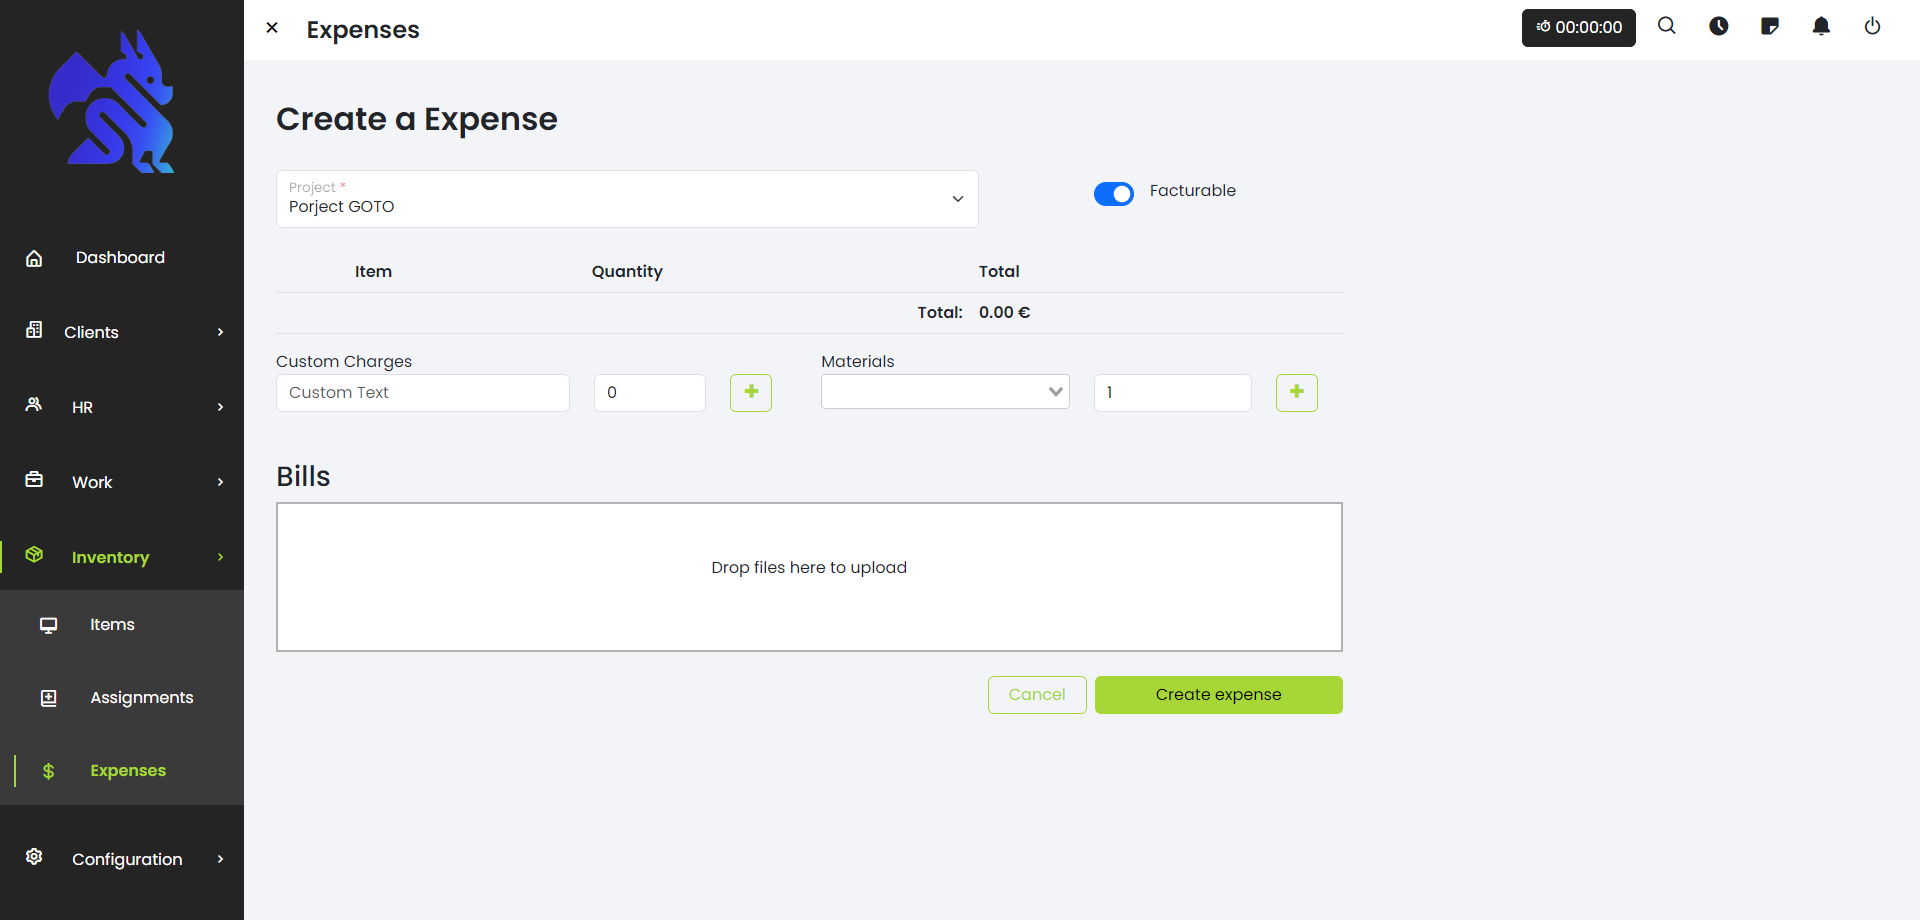 Expenses
00:00:00
Dashboard
Clients
HR
Work
Inventory
Items
Assignments
Expenses
Configuration
Create a Expense
Project *
Porject GOTO
Facturable
Item Quantity Total
Total: 0.00 €
Custom Charges
Custom Text
0
Materials
1
Bills
Drop files here to upload
Cancel
Create expense